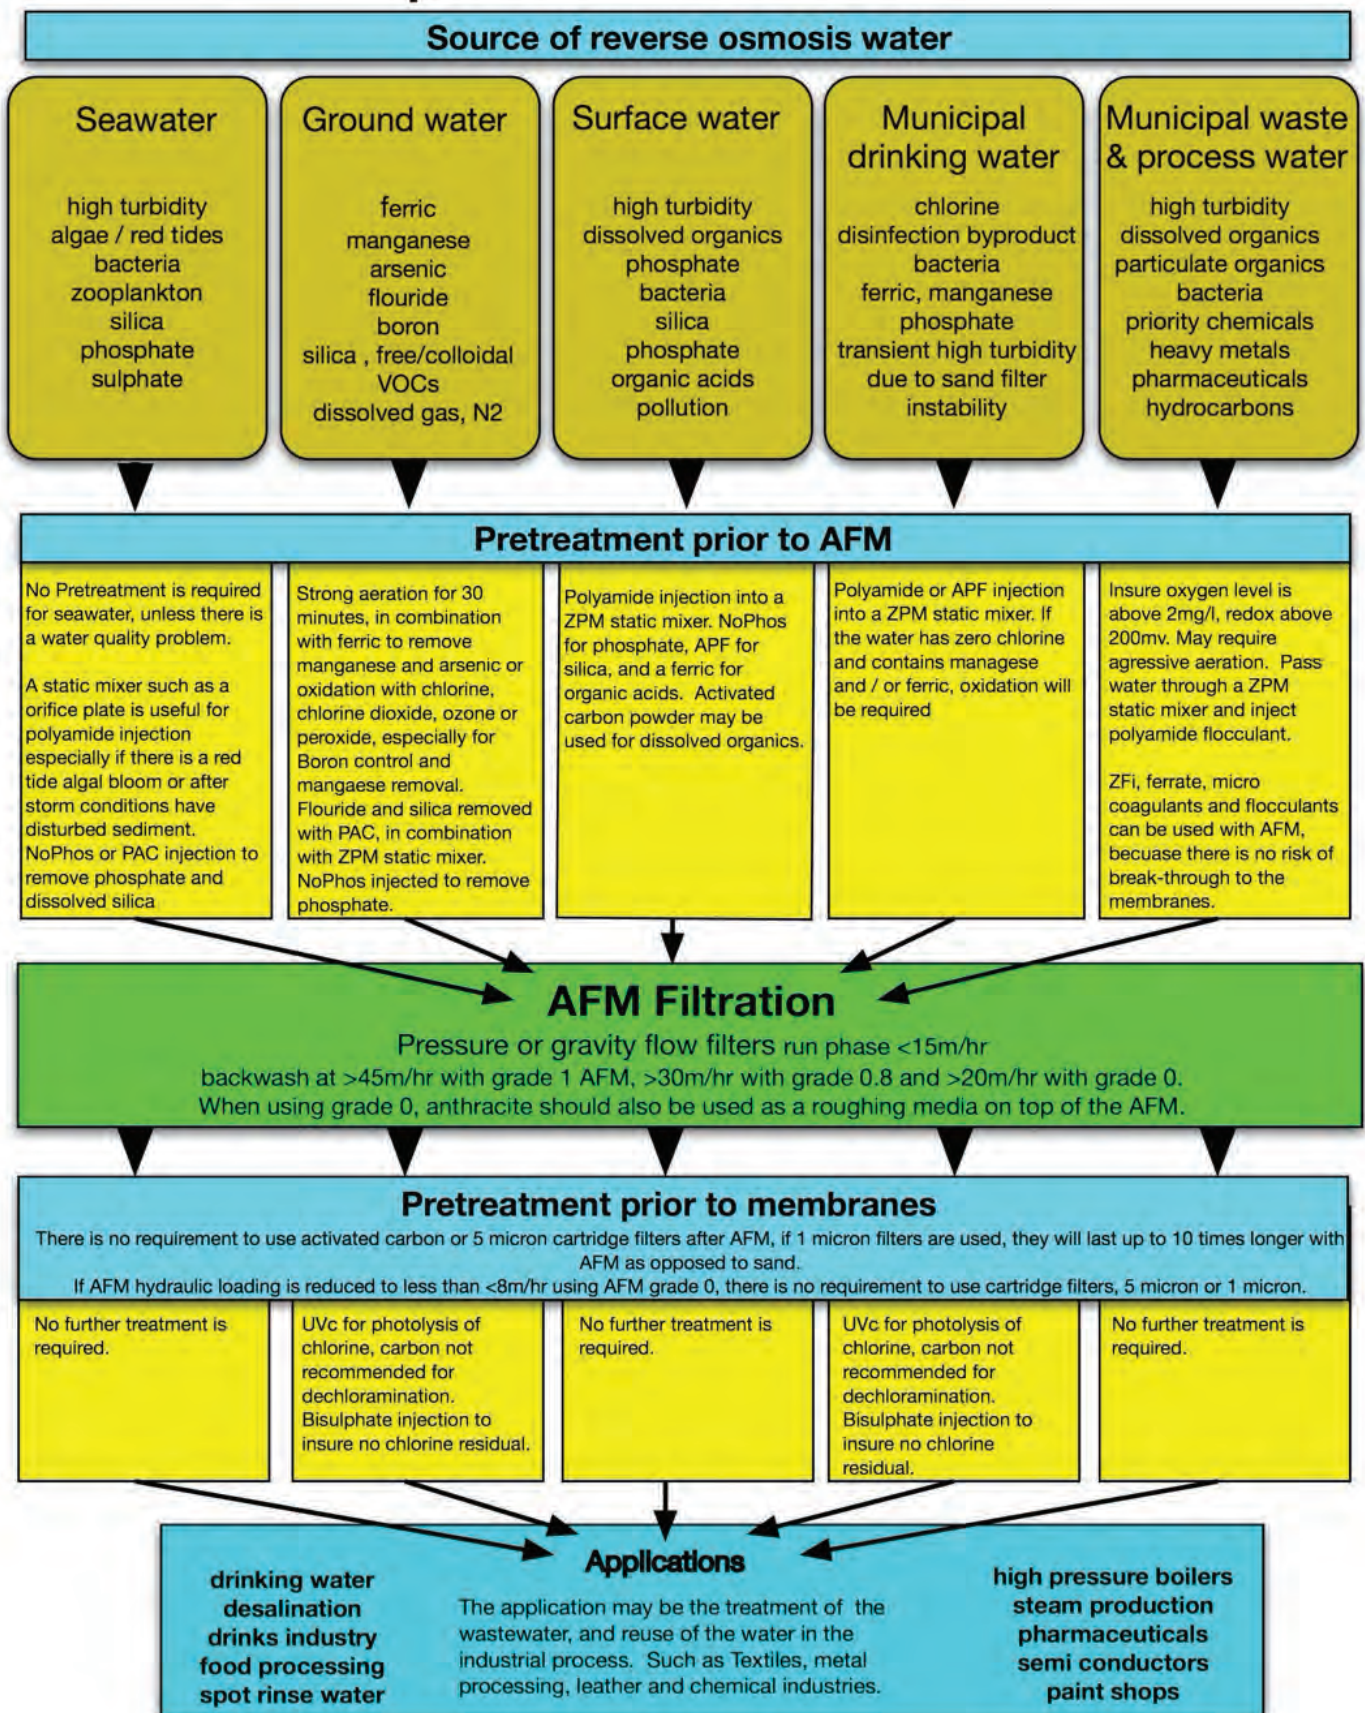 Source of reverse osmosis water
Seawater
high turbidity
algae / red tides
bacteria
zooplankton
silica
phosphate
sulphate
Ground water
ferric
manganese
arsenic
flouride
boron
silica , free/colloidal
VOCs
dissolved gas, N2
Surface water
high turbidity
dissolved organics
phosphate
bacteria
silica
phosphate
organic acids
pollution
Municipal
drinking water
chlorine
disinfection byproduct
bacteria
ferric, manganese
phosphate
transient high turbidity
due to sand filter
instability
Municipal waste
& process water
high turbidity
dissolved organics
particulate organics
bacteria
priority chemicals
heavy metals
pharmaceuticals
hydrocarbons
Pretreatment prior to AFM
No Pretreatment is required
for seawater, unless there is
a water quality problem.
A static mixer such as a
orifice plate is useful for
polyamide injection
especially if there is a red
tide algal bloom or after
storm conditions have
disturbed sediment.
NoPhos or PAC injection to
remove phosphate and
dissolved silica
Strong aeration for 30
minutes, in combination
with ferric to remove
manganese and arsenic or
oxidation with chlorine,
chlorine dioxide, ozone or
peroxide, especially for
Boron control and
mangaese removal.
Flouride and silica removed
with PAC, in combination
with ZPM static mixer.
NoPhos injected to remove
phosphate.
Polyamide injection into a
ZPM static mixer. NoPhos
for phosphate, APF for
silica, and a ferric for
organic acids. Activated
carbon powder may be
used for dissolved organics.
Polyamide or APF injection
into a ZPM static mixer. If
the water has zero chlorine
and contains managese
and / or ferric, oxidation will
be required
Insure oxygen level is
above 2mg/l, redox above
200mv. May require
agressive aeration. Pass
water through a ZPM
static mixer and inject
polyamide flocculant.
ZFi, ferrate, micro
coagulants and flocculants
can be used with AFM,
becuase there is no risk of
break-through to the
membranes.
AFM Filtration
Pressure or gravity flow filters run phase <15m/hr
backwash at >45m/hr with grade 1 AFM, >30m/hr with grade 0.8 and >20m/hr with grade 0.
When using grade 0, anthracite should also be used as a roughing media on top of the AFM.
Pretreatment prior to membranes
There is no requirement to use activated carbon or 5 micron cartridge filters after AFM, if 1 micron filters are used, they will last up to 10 times longer with
AFM as opposed to sand.
If AFM hydraulic loading is reduced to less than <8m/hr using AFM grade 0, there is no requirement to use cartridge filters, 5 micron or 1 micron.
No further treatment is
required.
UVc for photolysis of
chlorine, carbon not
recommended for
dechloramination.
Bisulphate injection to
insure no chlorine residual.
No further treatment is
required.
UVc for photolysis of
chlorine, carbon not
recommended for
dechloramination.
Bisulphate injection to
insure no chlorine
residual.
No further treatment is
required.
Applications
drinking water
desalination
drinks industry
food processing
spot rinse water
The application may be the treatment of the
wastewater, and reuse of the water in the
industrial process. Such as Textiles, metal
processing, leather and chemical industries.
high pressure boilers
steam production
pharmaceuticals
semi conductors
paint shops